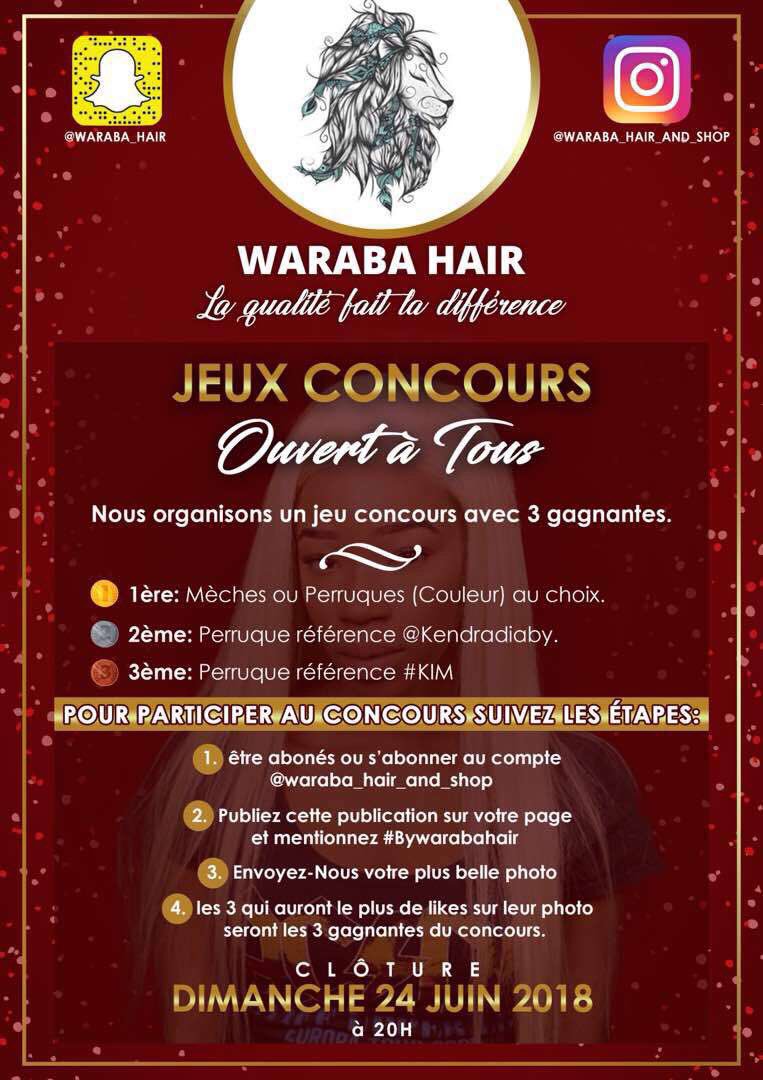 @WARABA_HAIR
@WARABA_HAIR_AND_SHOP
WARABA HAIR
La qualité fait la différence
JEUX CONCOURS
Ouvert à Tous
Nous organisons un jeu concours avec 3 gagnantes.
1 1ère: Mèches ou Perruques (Couleur) au choix.
2 2ème: Perruque référence @Kendradiaby.
3 3ème: Perruque référence #KIM
POUR PARTICIPER AU CONCOURS SUIVEZ LES ÉTAPES:
1. être abonés ou s'abonner au compte
@waraba_hair_and_shop
2. Publiez cette publication sur votre page
et mentionnez #Bywarabahair
3. Envoyez-Nous votre plus belle photo
4. les 3 qui auront le plus de likes sur leur photo
seront les 3 gagnantes du concours.
CLÔTURE
DIMANCHE 24 JUIN 2018
à 20H